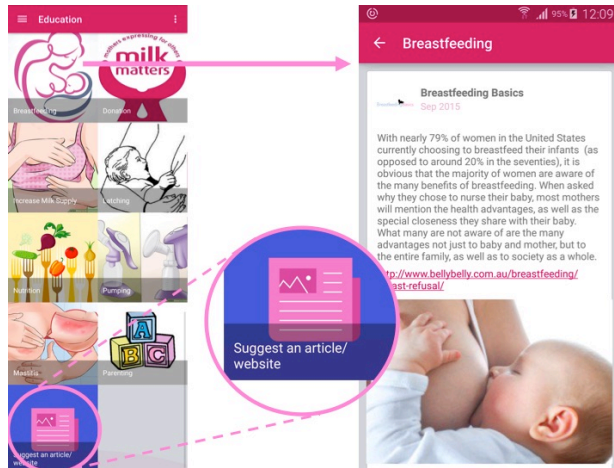 Education
mothers expressing for others
milk
matters
Breastfeeding
Donation
Increase Milk Supply
Latching
Nutrition
Pumping
Mastitis
A
B C
Parenting
Suggest an article/
website
Suggest an article/
website
95% 12:09
Breastfeeding
Breastfeeding Basics
Sep 2015
With nearly 79% of women in the United States
currently choosing to breastfeed their infants (as
opposed to around 20% in the seventies), it is
obvious that the majority of women are aware of
the many benefits of breastfeeding. When asked
why they chose to nurse their baby, most mothers
will mention the health advantages, as well as the
special closeness they share with their baby.
What many are not aware of are the many
advantages not just to baby and mother, but to
the entire family, as well as to society as a whole.
http://www.bellybelly.com.au/breastfeeding/
breast-refusal/